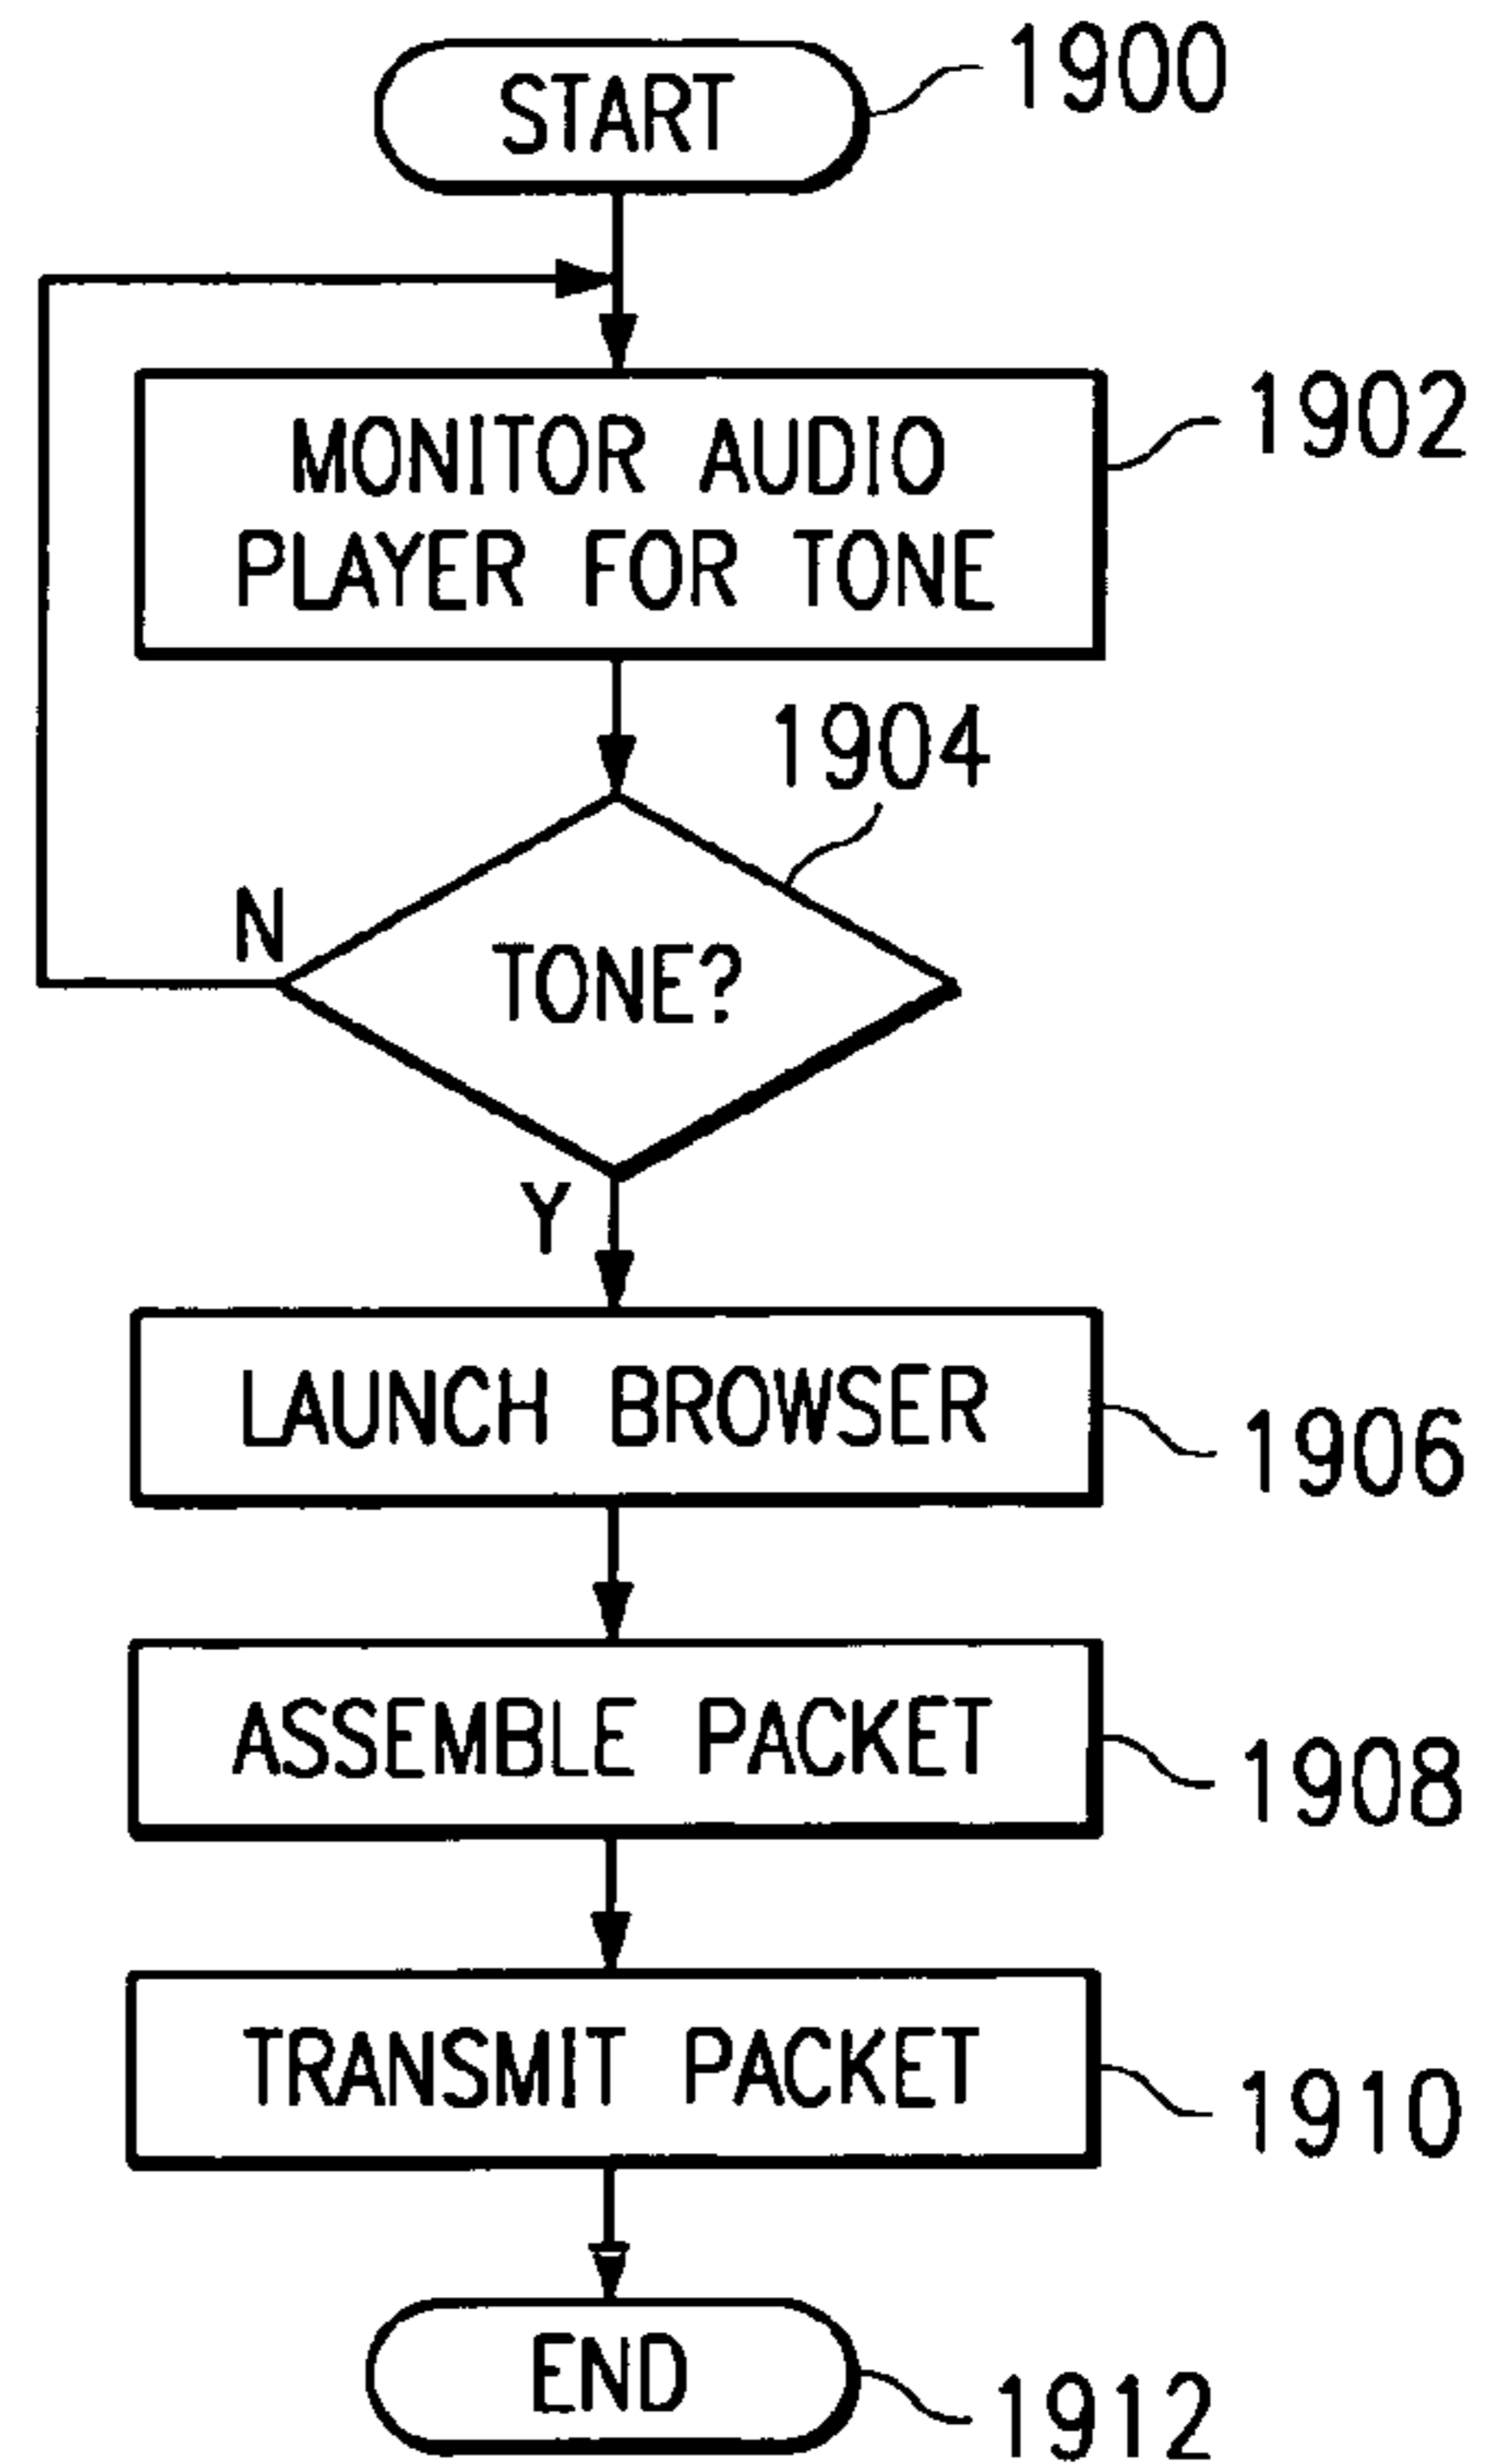 START
1900
MONITOR AUDIO
PLAYER FOR TONE
1902
1904
N
TONE?
Y
LAUNCH BROWSER
1906
ASSEMBLE PACKET
1908
TRANSMIT PACKET
1910
END
1912